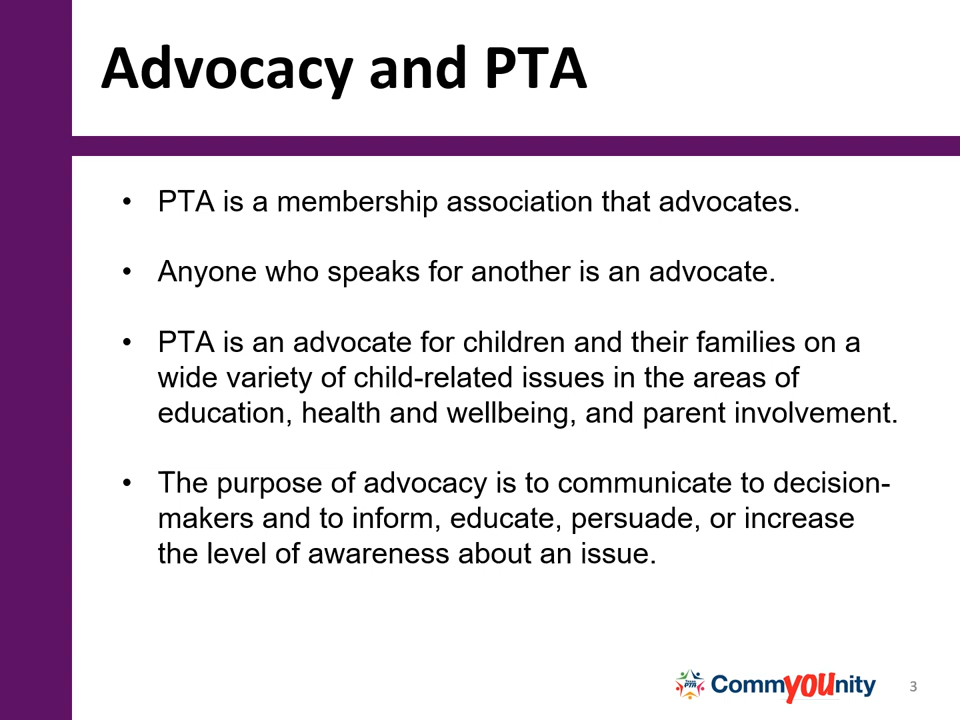 Advocacy and PTA
• PTA is a membership association that advocates.
• Anyone who speaks for another is an advocate.
• PTA is an advocate for children and their families on a
wide variety of child-related issues in the areas of
education, health and wellbeing, and parent involvement.
• The purpose of advocacy is to communicate to decision-
makers and to inform, educate, persuade, or increase
the level of awareness about an issue.
PTA
CommYOUnity
3